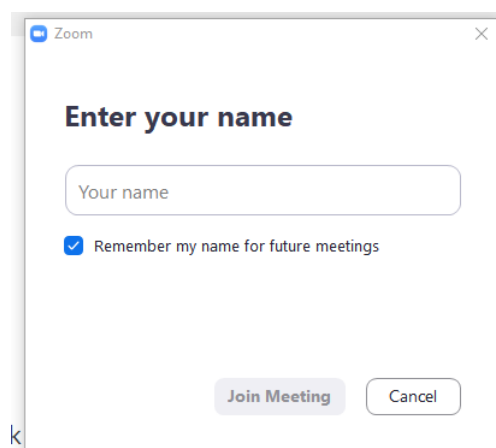 Zoom
Enter your name
Your name
Remember my name for future meetings
Join Meeting Cancel
k